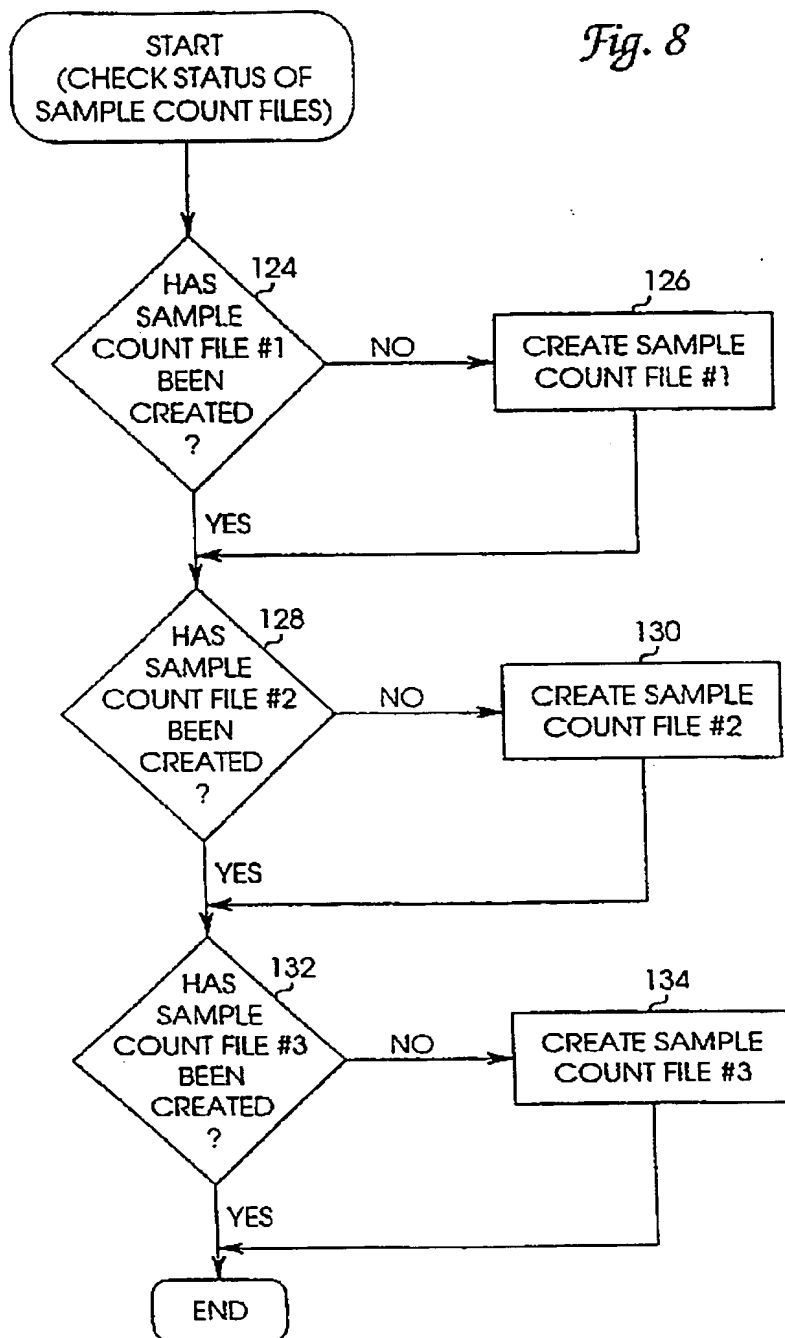 Fig. 8
START
(CHECK STATUS OF
SAMPLE COUNT FILES)
124
HAS
SAMPLE
COUNT FILE #1
BEEN
CREATED
?
NO
126
CREATE SAMPLE
COUNT FILE #1
YES
128
HAS
SAMPLE
COUNT FILE #2
BEEN
CREATED
?
NO
130
CREATE SAMPLE
COUNT FILE #2
YES
132
HAS
SAMPLE
COUNT FILE #3
BEEN
CREATED
?
NO
134
CREATE SAMPLE
COUNT FILE #3
YES
END